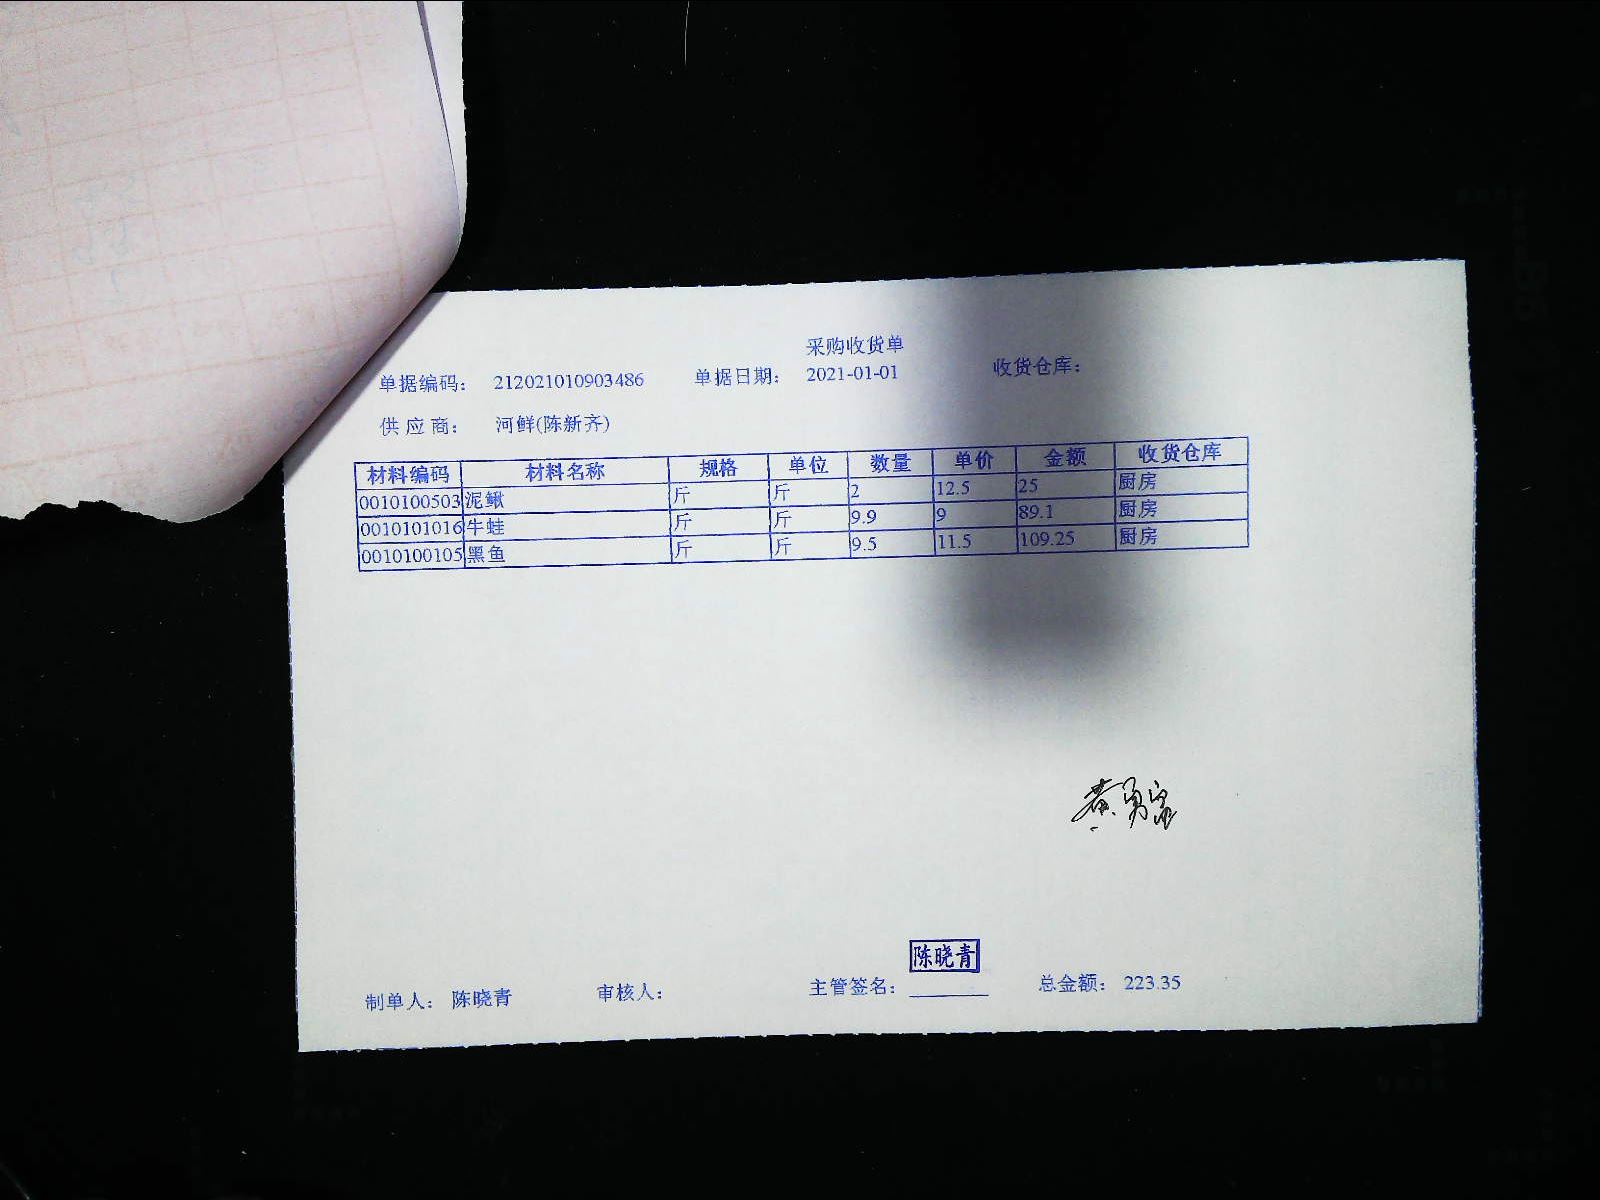 采购收货单
单据编码： 212021010903486 单据日期： 2021-01-01 收货仓库：
供应商： 河鲜(陈新齐)
材料编码 材料名称 规格 单位 数量 单价 金额 收货仓库
0010100503 泥鳅 斤 斤 2 12.5 25 厨房
0010101016 牛蛙 斤 斤 9.9 9 89.1 厨房
0010100105 黑鱼 斤 斤 9.5 11.5 109.25 厨房
陈晓青
制单人： 陈晓青 审核人： 主管签名： 总金额： 223.35